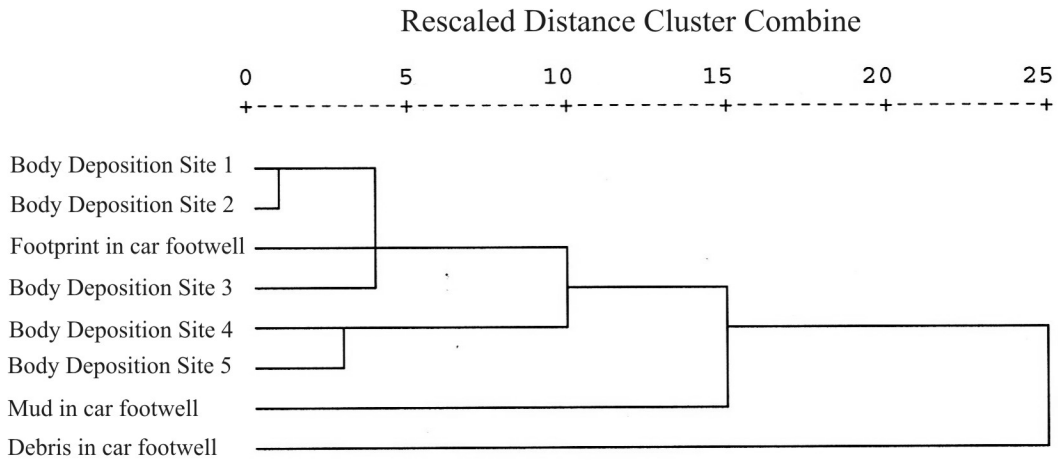 Rescaled Distance Cluster Combine
0 5 10 15 20 25
Body Deposition Site 1
Body Deposition Site 2
Footprint in car footwell
Body Deposition Site 3
Body Deposition Site 4
Body Deposition Site 5
Mud in car footwell
Debris in car footwell